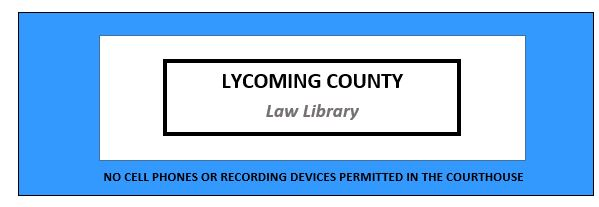 LYCOMING COUNTY
Law Library
NO CELL PHONES OR RECORDING DEVICES PERMITTED IN THE COURTHOUSE